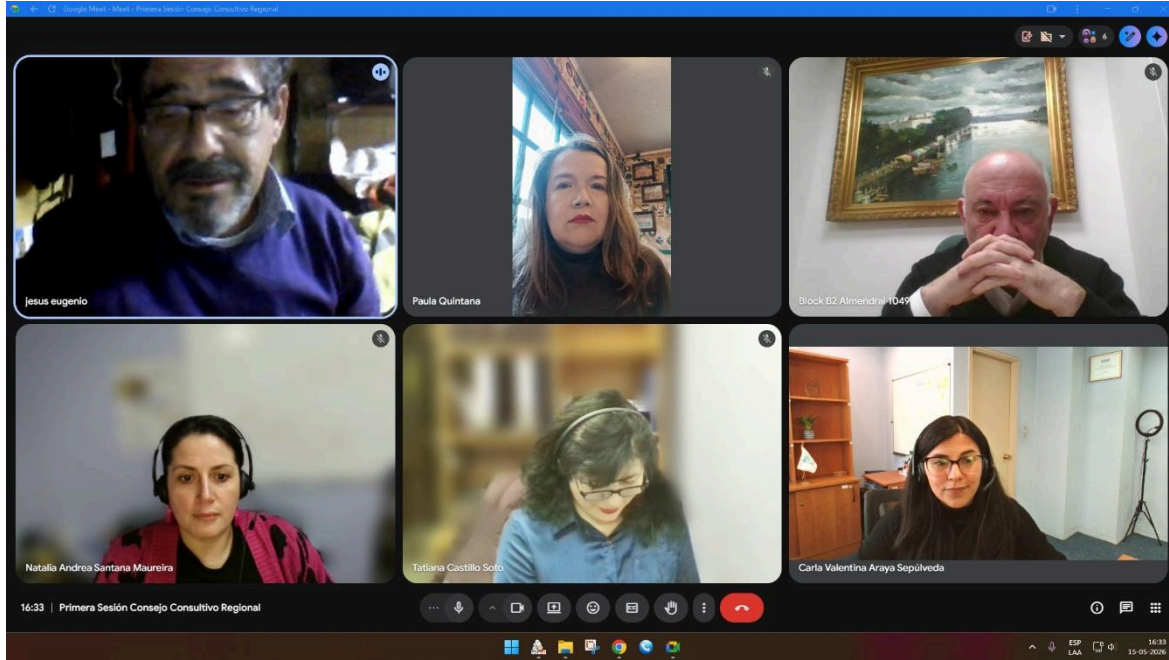 Google Meet - Meet - Primera Sesión Consejo Consultivo Regional
6
jesus eugenio
Paula Quintana
Block B2 Almendral 1049
Natalia Andrea Santana Maureira
Tatiana Castillo Soto
Carla Valentina Araya Sepúlveda
16:33 | Primera Sesión Consejo Consultivo Regional
ESP
LAA
16:33
15-05-2026